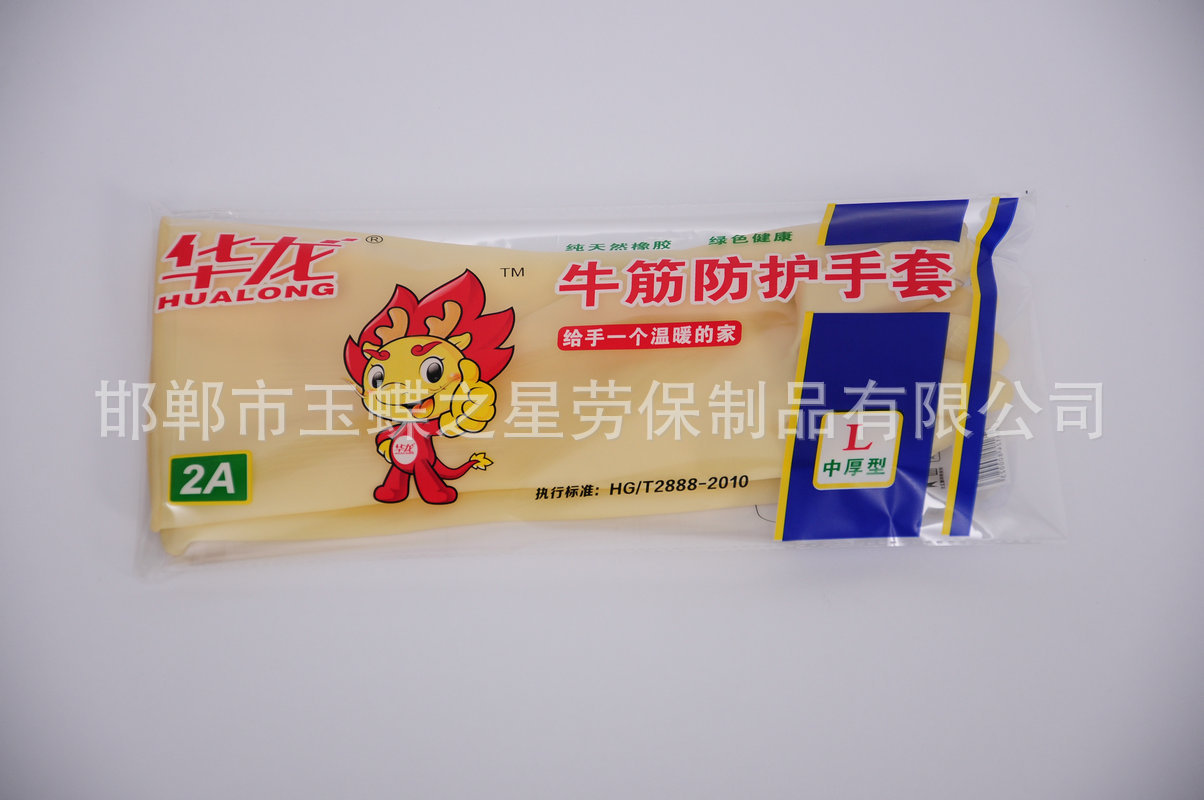 华龙®
HUALONG
TM
纯天然橡胶 绿色健康
牛筋防护手套
给手一个温暖的家
邯郸市玉蝶之星劳保制品有限公司
华龙
L
中厚型
2A
执行标准：HG/T2888-2010